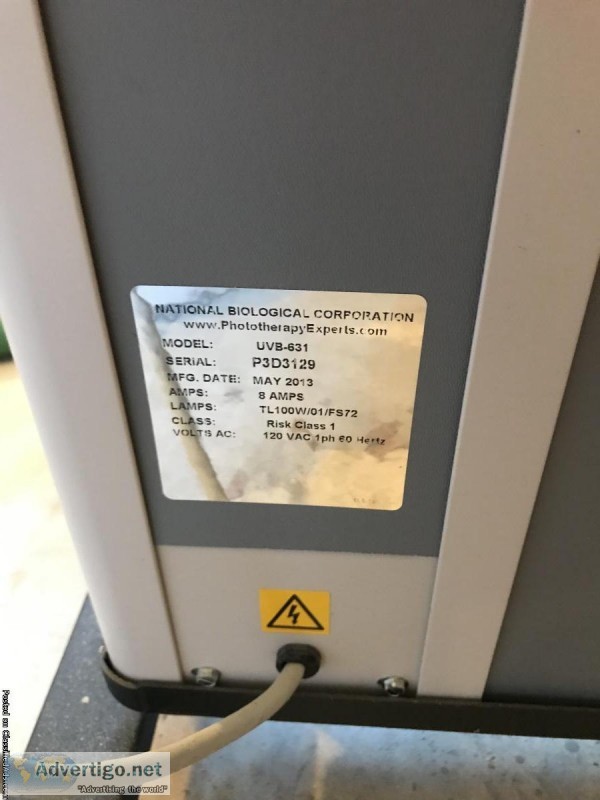 NATIONAL BIOLOGICAL CORPORATION
www.PhototherapyExperts.com
MODEL: UVB-631
SERIAL: P3D3129
MFG. DATE: MAY 2013
AMPS: 8 AMPS
LAMPS: TL100W/01/FS72
CLASS: Risk Class 1
VOLTS AC: 120 VAC 1ph 60 Hertz
Advertigo.net
"Advertising the world"